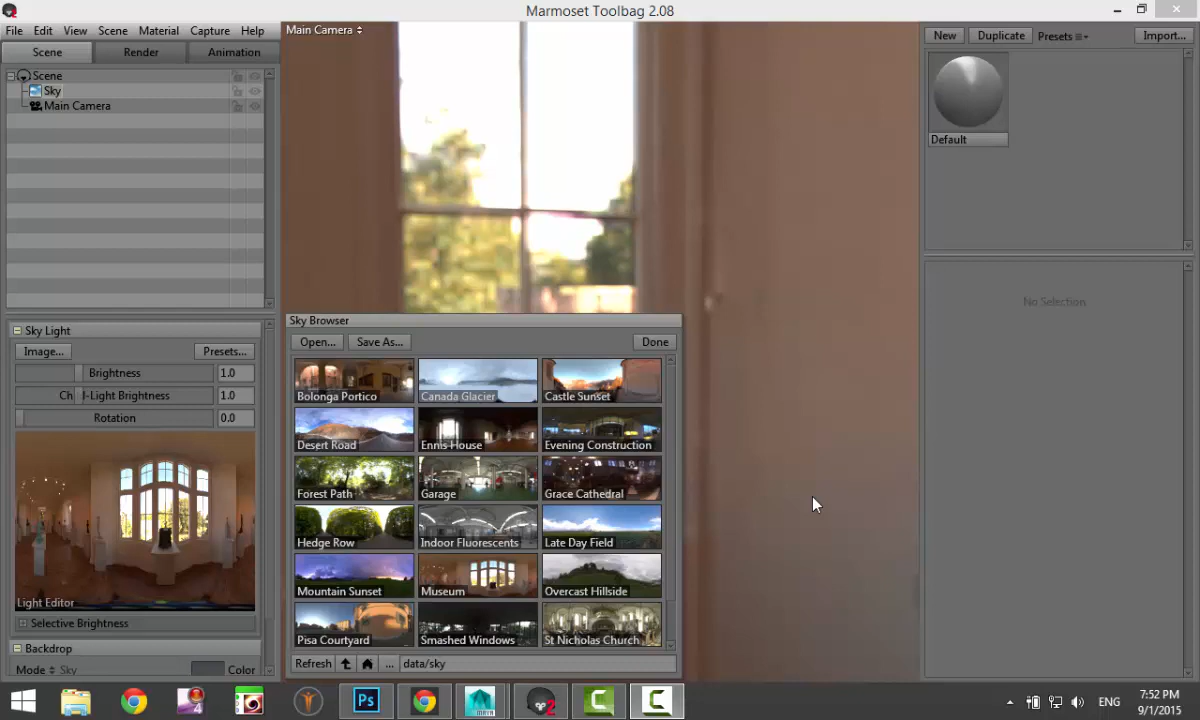 Marmoset Toolbag 2.08
File Edit View Scene Material Capture Help
Main Camera
New Duplicate Presets Import...
Scene Render Animation
Scene
Sky
Main Camera
Default
No Selection
Sky Browser
Open... Save As... Done
Sky Light
Image... Presets...
Brightness 1.0
Ch l-Light Brightness 1.0
Rotation 0.0
Bolonga Portico Canada Glacier Castle Sunset
Desert Road Ennis House Evening Construction
Forest Path Garage Grace Cathedral
Hedge Row Indoor Fluorescents Late Day Field
Mountain Sunset Museum Overcast Hillside
Pisa Courtyard Smashed Windows St Nicholas Church
Light Editor
Selective Brightness
Backdrop
Mode Sky Color
Refresh ... data/sky
4
Ps
MAYA
2
C
C
ENG
7:52 PM
9/1/2015